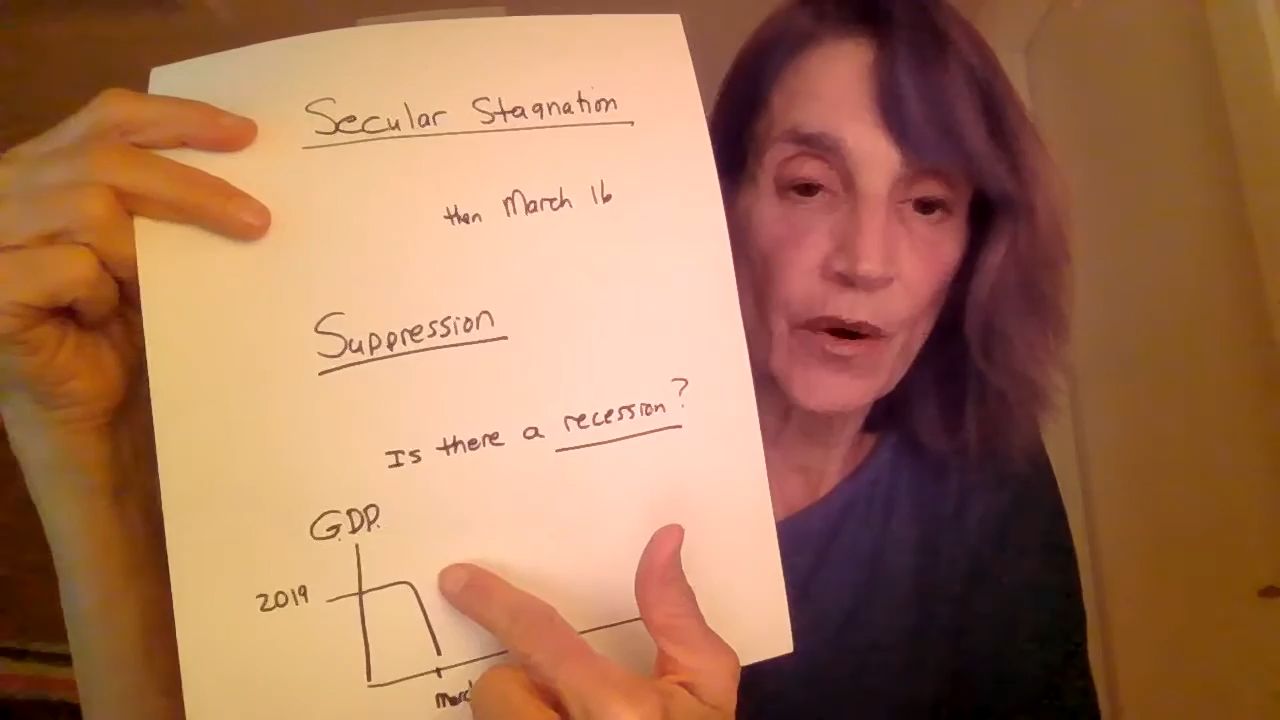 Secular Stagnation
then March 16
Suppression
Is there a recession?
GDP.
2019